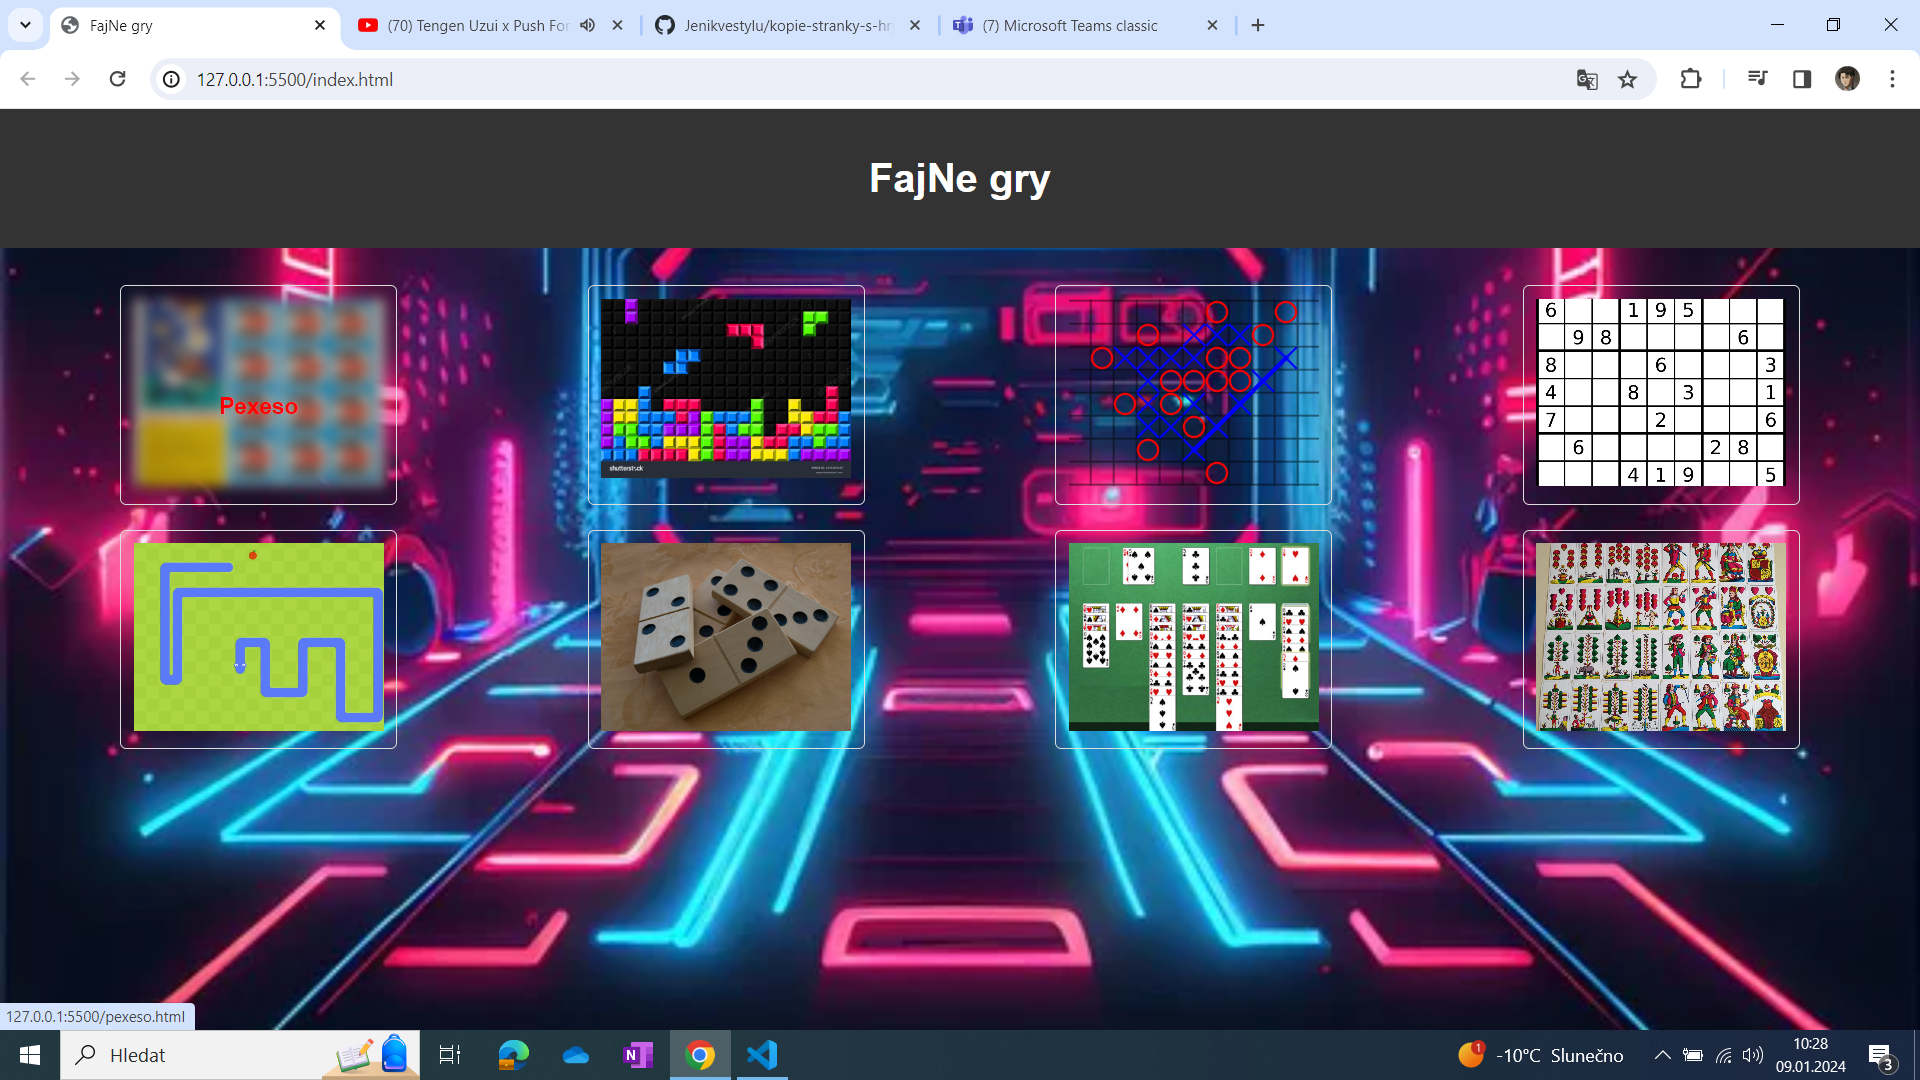 FajNe gry
(70) Tengen Uzui x Push For
Jenikvestylu/kopie-stranky-s-hr
(7) Microsoft Teams classic
127.0.0.1:5500/index.html
FajNe gry
Pexeso
shutterstock
6 1 9 5
9 8 6
8 6 3
4 8 3 1
7 2 6
6 2 8
4 1 9 5
127.0.0.1:5500/pexeso.html
Hledat
N
1
-10°C Slunečno
10:28
09.01.2024
3